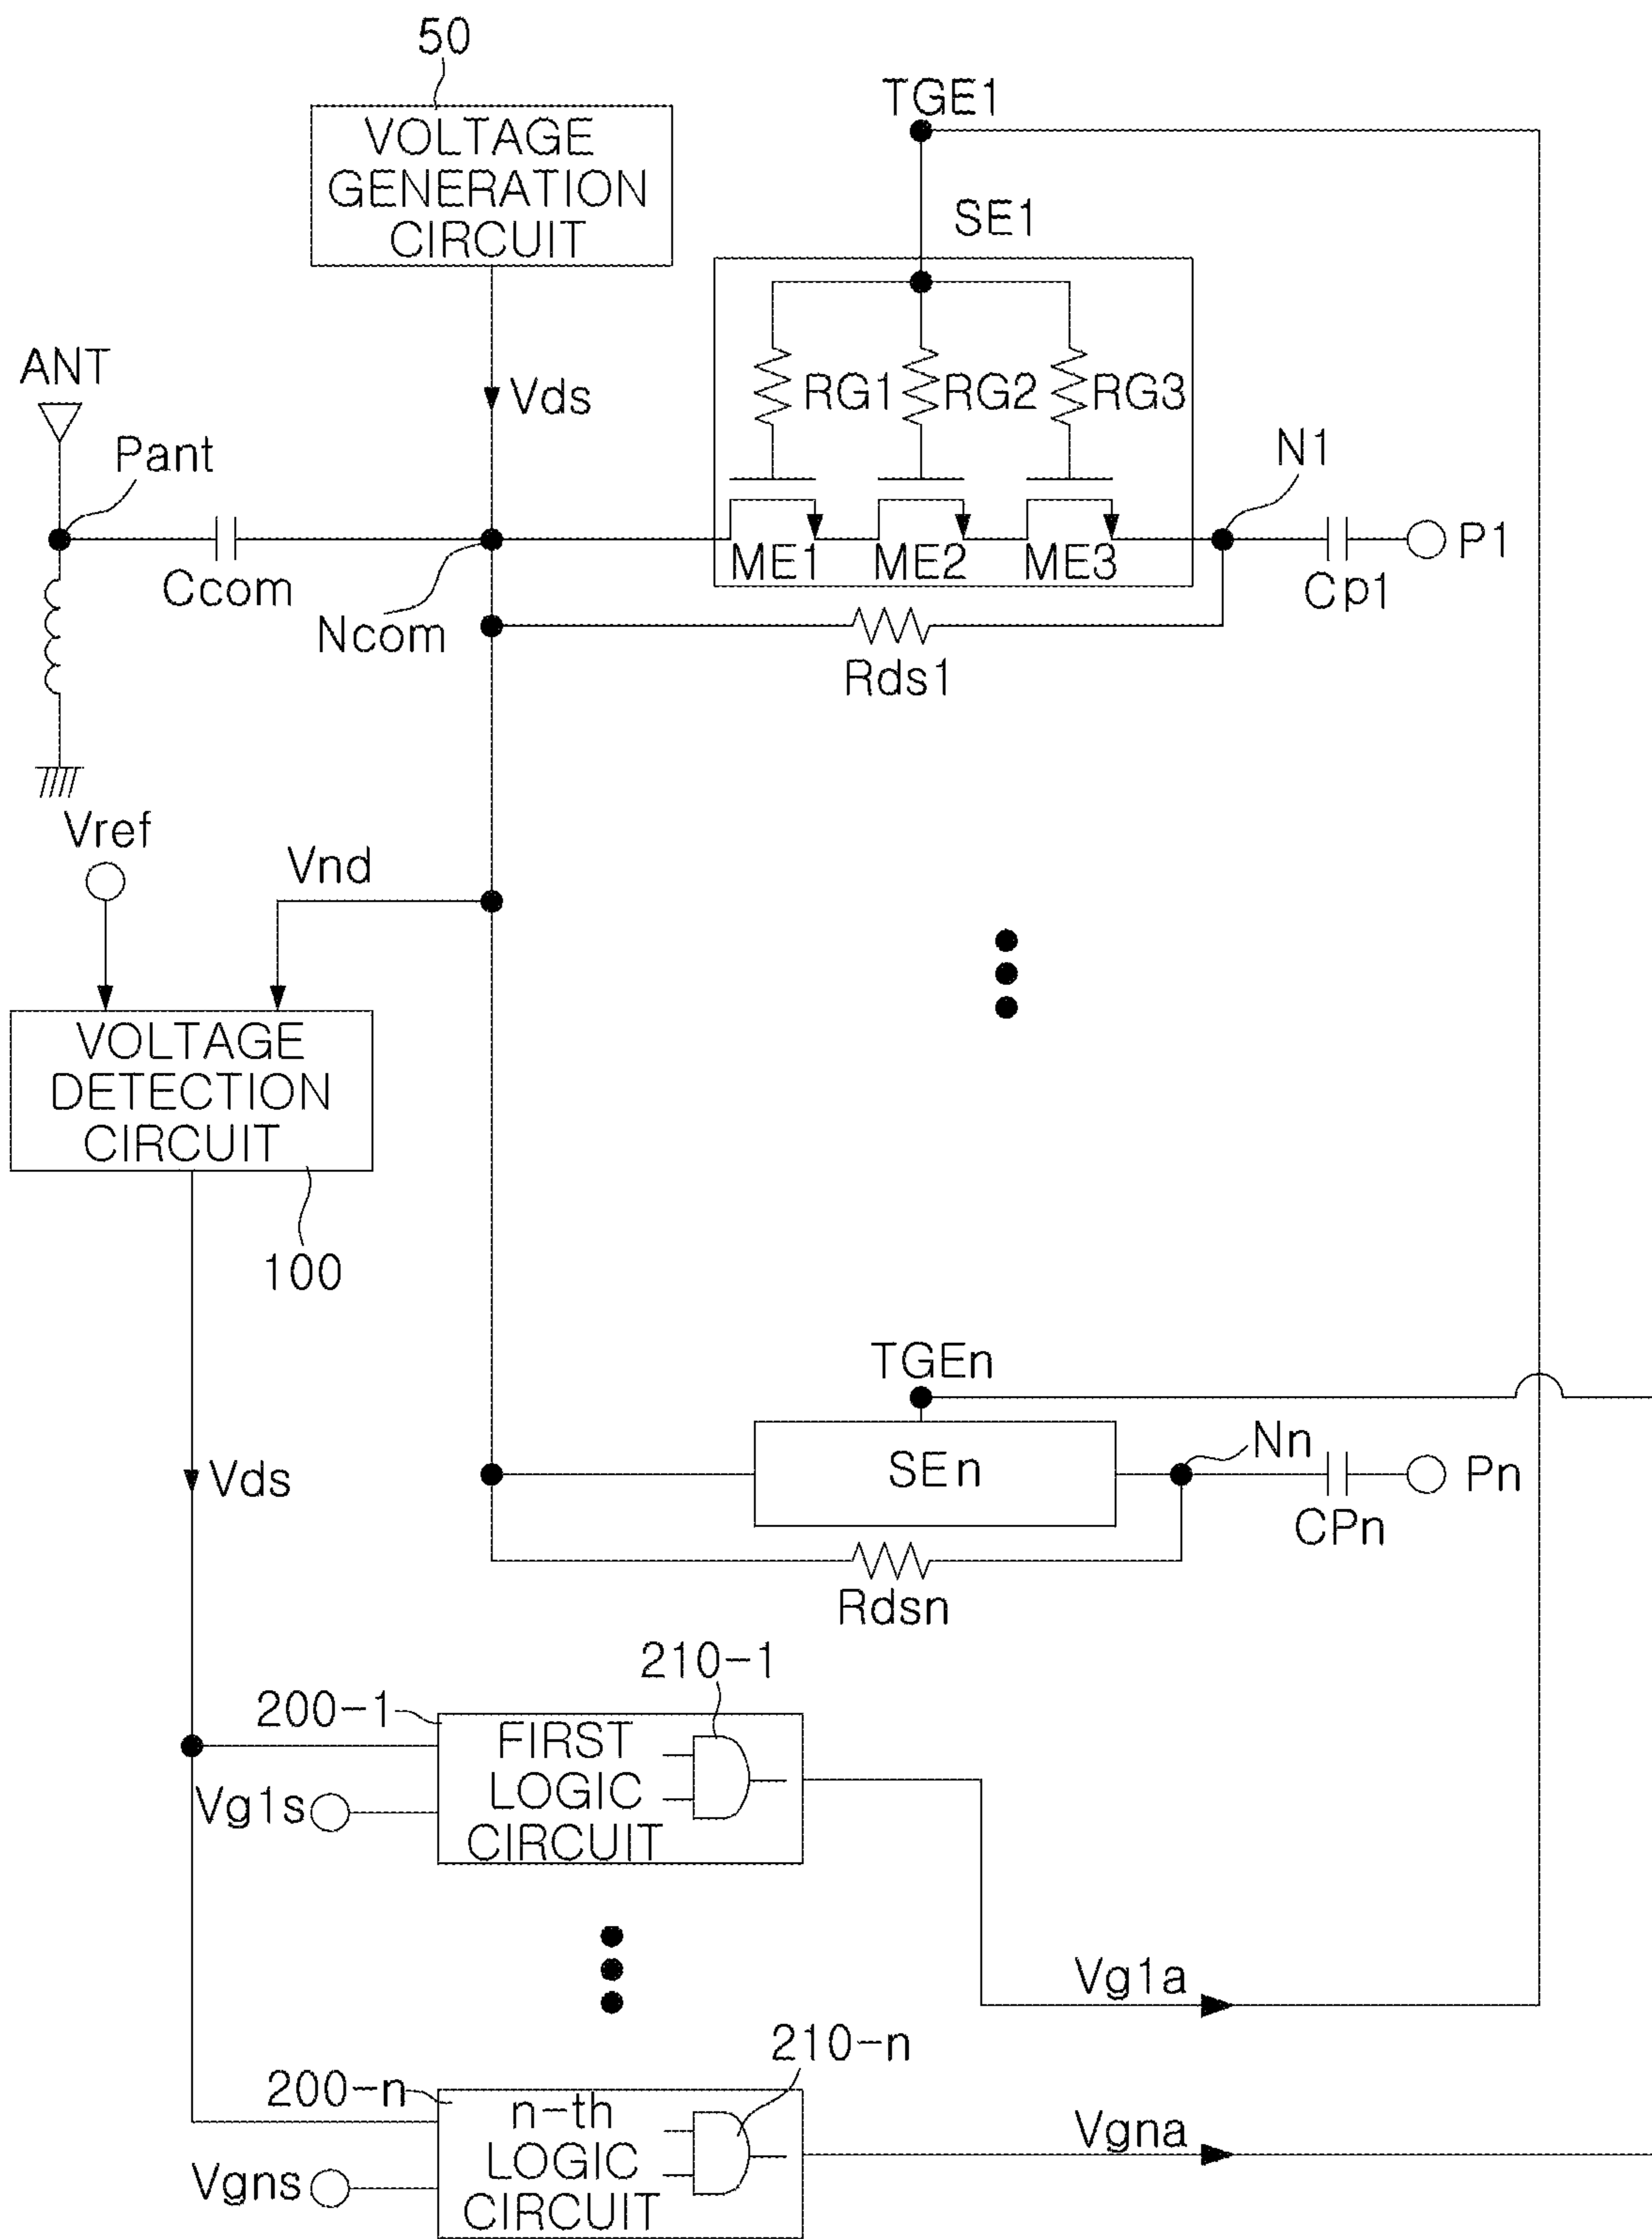 50
VOLTAGE
GENERATION
CIRCUIT
TGE1
SE1
ANT
Vds
RG1
RG2
RG3
Pant
N1
ME1
ME2
ME3
P1
Ccom
Cp1
Ncom
Rds1
Vref
Vnd
VOLTAGE
DETECTION
CIRCUIT
100
TGEn
Vds
SEn
Nn
Pn
CPn
Rdsn
210-1
200-1
FIRST
LOGIC
CIRCUIT
Vg1s
Vg1a
210-n
200-n
n-th
LOGIC
CIRCUIT
Vgns
Vgna